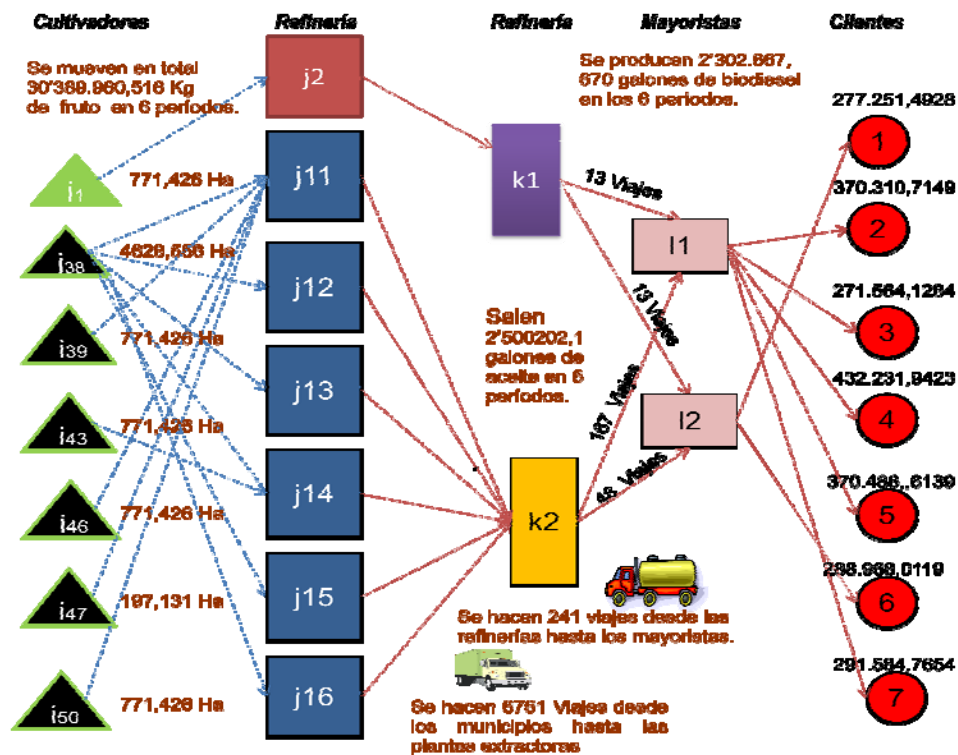 Cultivadores
Refinería
Refinería
Mayoristas
Clientes
Se mueven en total
30'389.960,516 Kg
de fruto en 6 períodos.
j2
Se producen 2'302.667,
670 galones de biodiesel
en los 6 periodos.
i1
771,426 Ha
j11
k1
13 Viajes
277.251,4928
1
i38
4628,556 Ha
j12
l1
370.310,7149
2
i39
771,426 Ha
j13
Salen
2'500202,1
galones de
aceite en 6
períodos.
13 Viajes
271.564,1264
3
i43
771,426 Ha
j14
167 Viajes
l2
432.231,9423
4
i46
771,426 Ha
k2
48 Viajes
370.486,,6139
5
i47
197,131 Ha
j15
Se hacen 241 viajes desde las
refinerías hasta los mayoristas.
288.968,0119
6
i50
771,426 Ha
j16
Se hacen 6751 Viajes desde
los municipios hasta las
plantas extractoras
291.584,7654
7